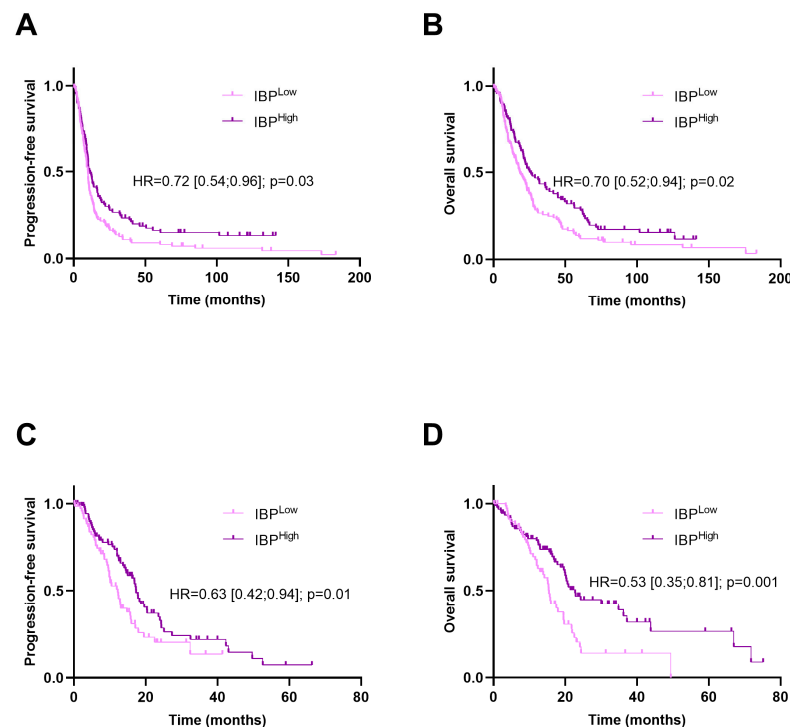 A
Progression-free survival
1.0
0.5
0.0
IBPLow
IBPHigh
HR=0.72 [0.54;0.96]; p=0.03
0 50 100 150 200
Time (months)
B
Overall survival
1.0
0.5
0.0
IBPLow
IBPHigh
HR=0.70 [0.52;0.94]; p=0.02
0 50 100 150 200
Time (months)
C
Progression-free survival
1.0
0.5
0.0
IBPLow
IBPHigh
HR=0.63 [0.42;0.94]; p=0.01
0 20 40 60 80
Time (months)
D
Overall survival
1.0
0.5
0.0
IBPLow
IBPHigh
HR=0.53 [0.35;0.81]; p=0.001
0 20 40 60 80
Time (months)